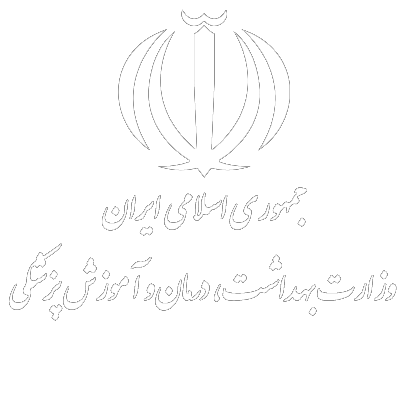 جمهوری اسلامی ایران
وزارت بهداشت، درمان و آموزش پزشکی